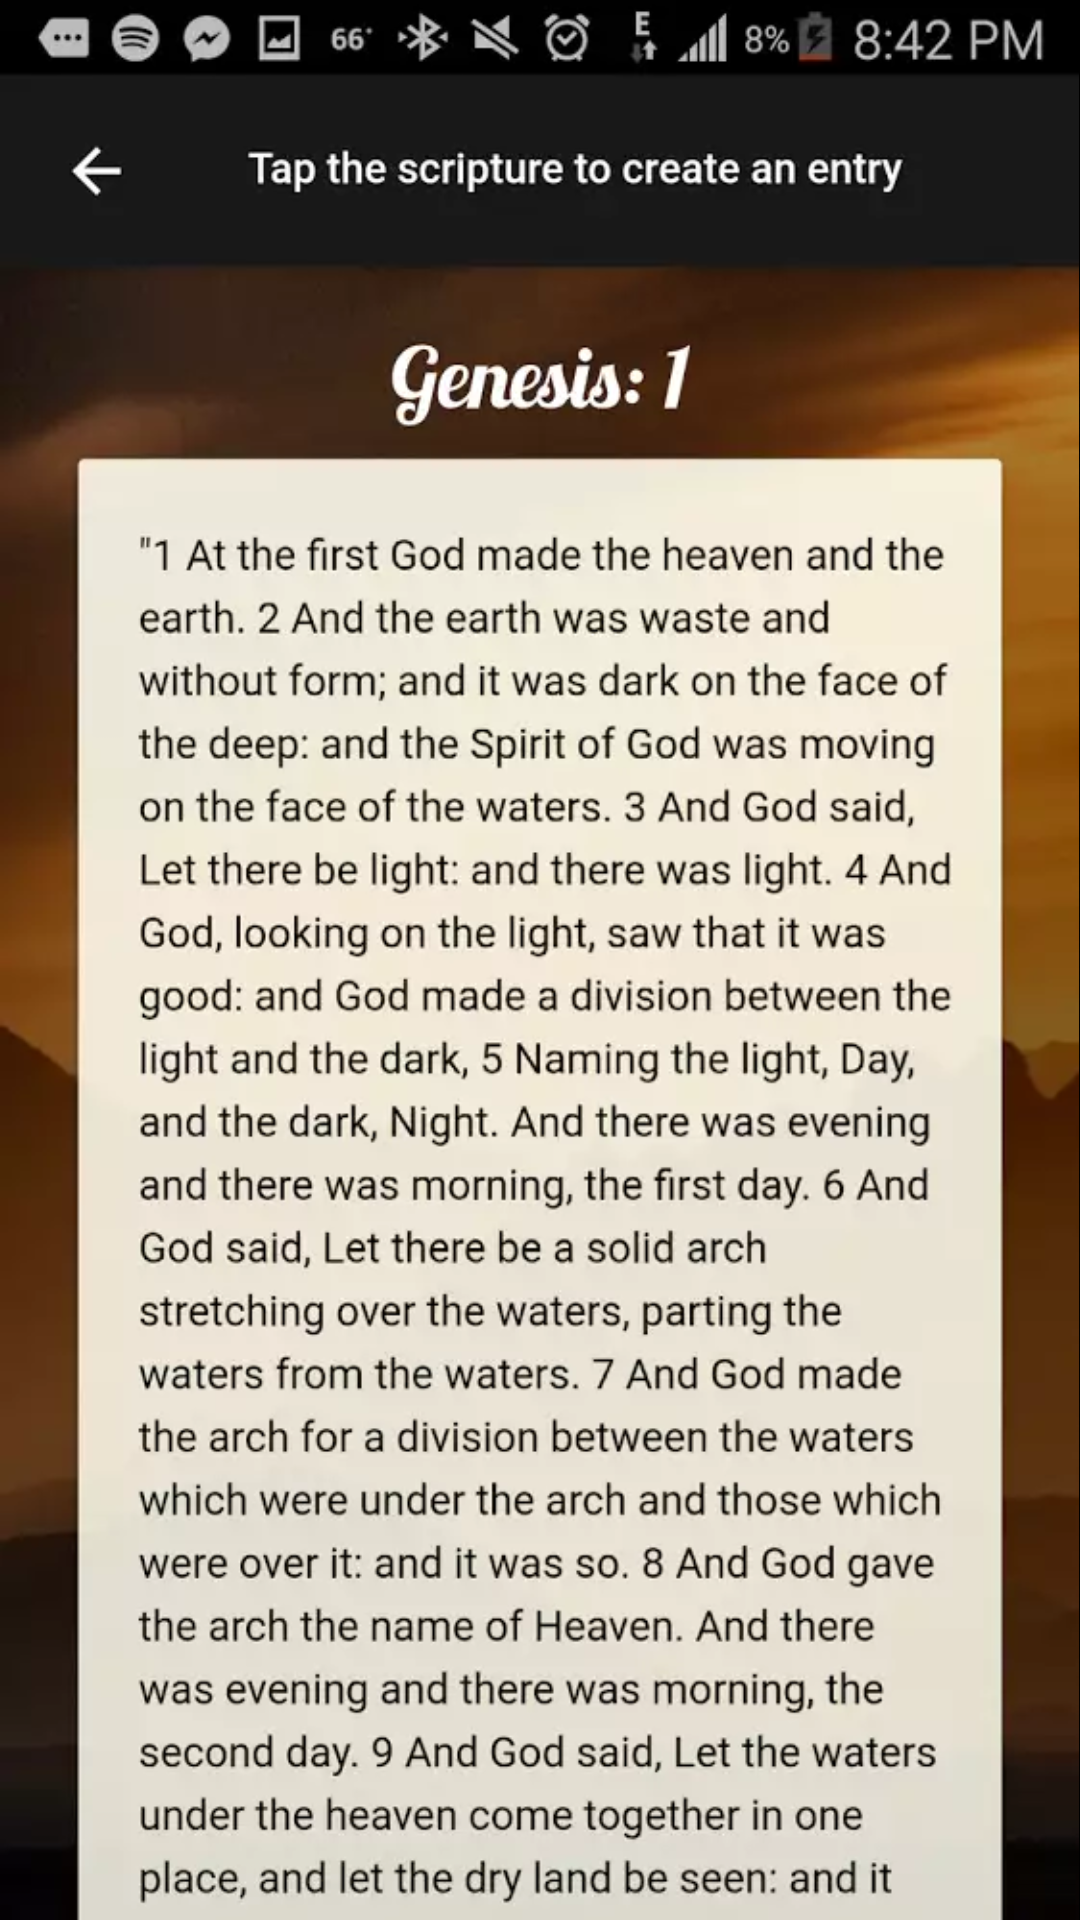 66°
E
8%
8:42 PM
Tap the scripture to create an entry
Genesis: 1
"1 At the first God made the heaven and the
earth. 2 And the earth was waste and
without form; and it was dark on the face of
the deep: and the Spirit of God was moving
on the face of the waters. 3 And God said,
Let there be light: and there was light. 4 And
God, looking on the light, saw that it was
good: and God made a division between the
light and the dark, 5 Naming the light, Day,
and the dark, Night. And there was evening
and there was morning, the first day. 6 And
God said, Let there be a solid arch
stretching over the waters, parting the
waters from the waters. 7 And God made
the arch for a division between the waters
which were under the arch and those which
were over it: and it was so. 8 And God gave
the arch the name of Heaven. And there
was evening and there was morning, the
second day. 9 And God said, Let the waters
under the heaven come together in one
place, and let the dry land be seen: and it